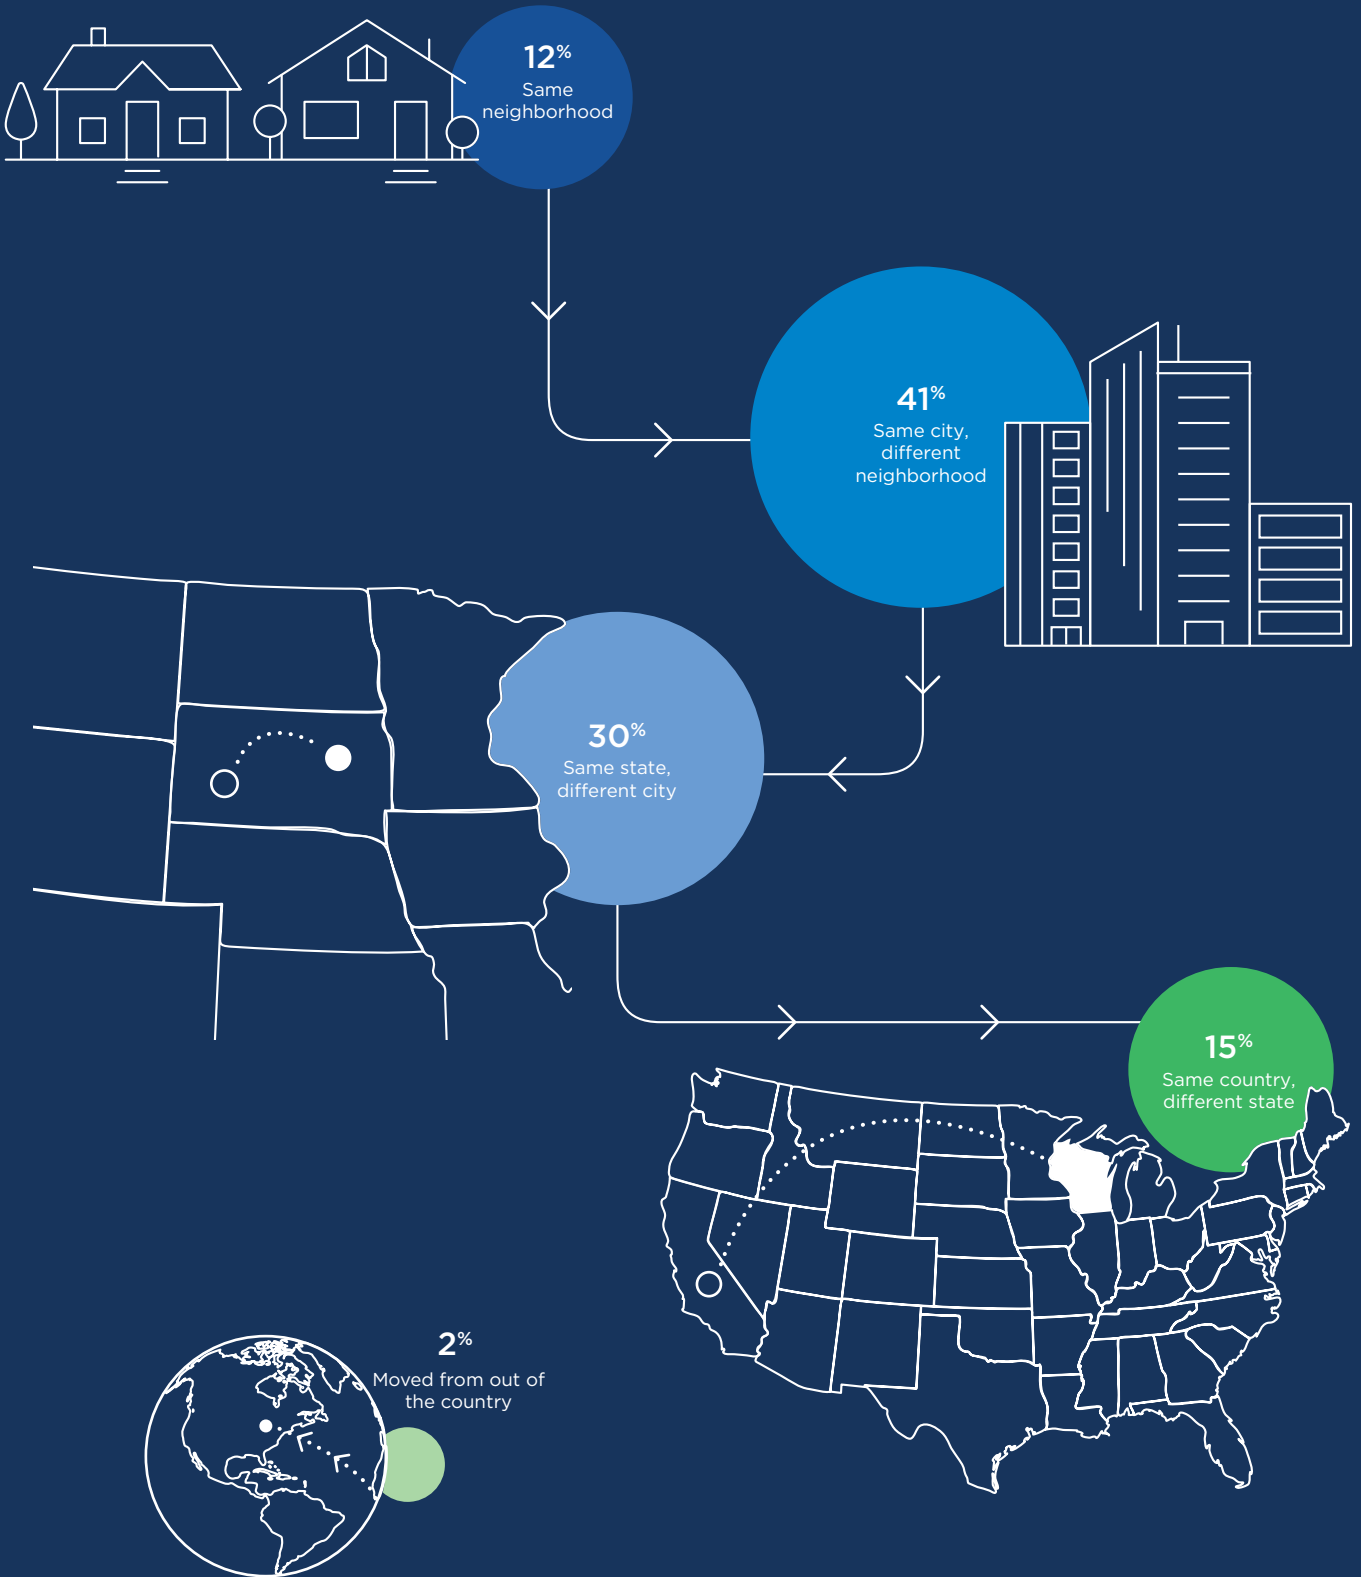 12%
Same
neighborhood
41%
Same city,
different
neighborhood
30%
Same state,
different city
15%
Same country,
different state
2%
Moved from out of
the country